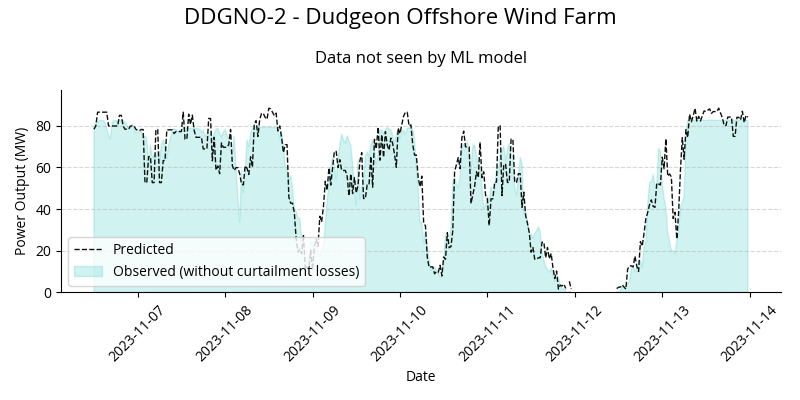 DDGNO-2 - Dudgeon Offshore Wind Farm
Data not seen by ML model
Power Output (MW)
80
60
40
20
0
Predicted
Observed (without curtailment losses)
2023-11-07
2023-11-08
2023-11-09
2023-11-10
2023-11-11
2023-11-12
2023-11-13
2023-11-14
Date